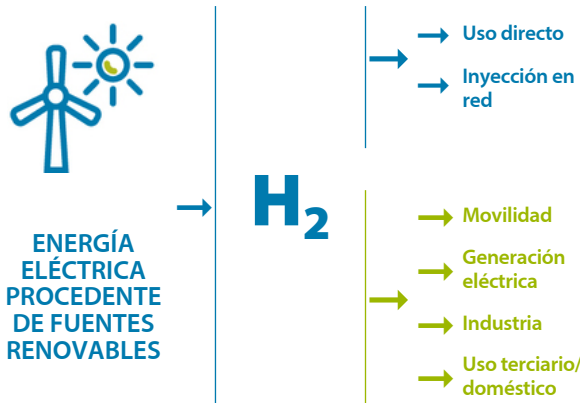 ENERGÍA
ELÉCTRICA
PROCEDENTE
DE FUENTES
RENOVABLES
H₂
Uso directo
Inyección en
red
Movilidad
Generación
eléctrica
Industria
Uso terciario/
doméstico